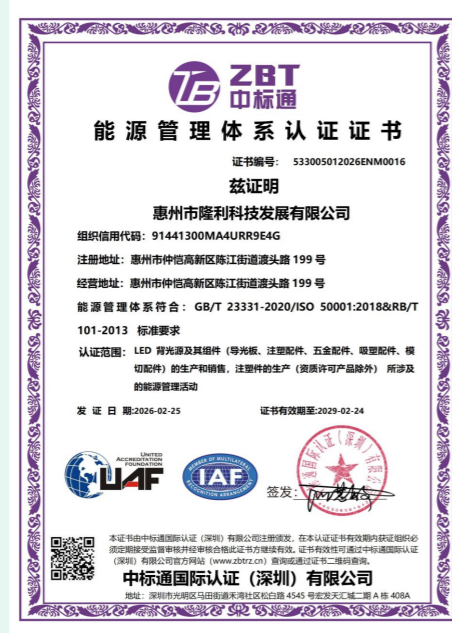 ZBT
中标通
能源管理体系认证证书
证书编号： 533005012026ENM0016
兹证明
惠州市隆利科技发展有限公司
组织信用代码：91441300MA4URR9E4G
注册地址：惠州市仲恺高新区陈江街道渡头路 199 号
经营地址：惠州市仲恺高新区陈江街道渡头路 199 号
能源管理体系符合：GB/T 23331-2020/ISO 50001:2018&RB/T
101-2013 标准要求
认证范围：LED 背光源及其组件（导光板、注塑配件、五金配件、吸塑配件、模
切配件）的生产和销售，注塑件的生产（资质许可产品除外） 所涉及
的能源管理活动
发 证 日 期:2026-02-25 证书有效期至:2029-02-24
UNITED
ACCREDITATION
FOUNDATION
UAF
MEMBER OF MULTILATERAL
IAF
RECOGNITION ARRANGEMENT
签发：
本证书由中标通国际认证（深圳）有限公司注册颁发，在本认证证书有效期内获证组织必
须定期接受监督审核并经审核合格此证书方继续有效。证书有效性可通过中标通国际认证
（深圳）有限公司官方网站（www.zbtrz.cn）查询或通过证书二维码查询。
中标通国际认证（深圳）有限公司
地址：深圳市光明区马田街道禾湾社区松白路 4545 号宏发天汇城二期 A 栋 408A